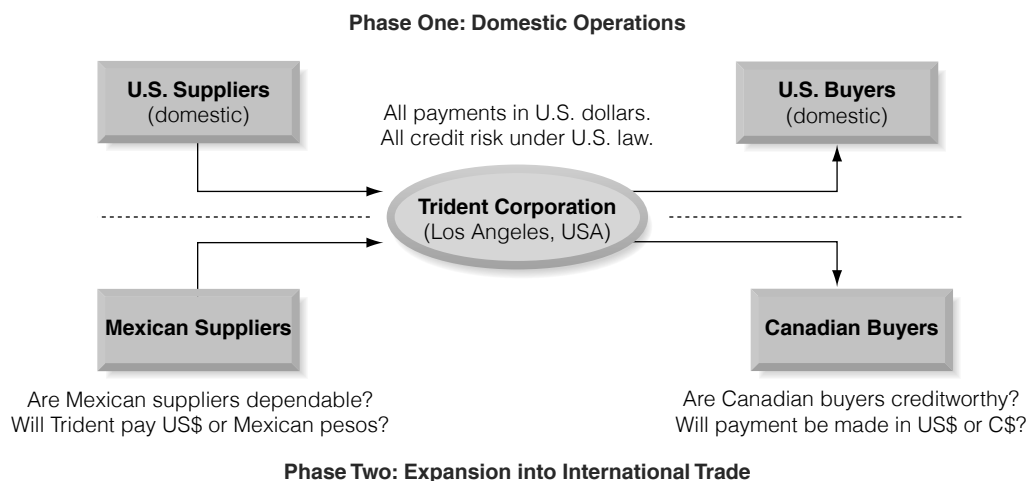 Phase One: Domestic Operations
U.S. Suppliers
(domestic)
All payments in U.S. dollars.
All credit risk under U.S. law.
U.S. Buyers
(domestic)
Trident Corporation
(Los Angeles, USA)
Mexican Suppliers
Canadian Buyers
Are Mexican suppliers dependable?
Will Trident pay US$ or Mexican pesos?
Are Canadian buyers creditworthy?
Will payment be made in US$ or C$?
Phase Two: Expansion into International Trade